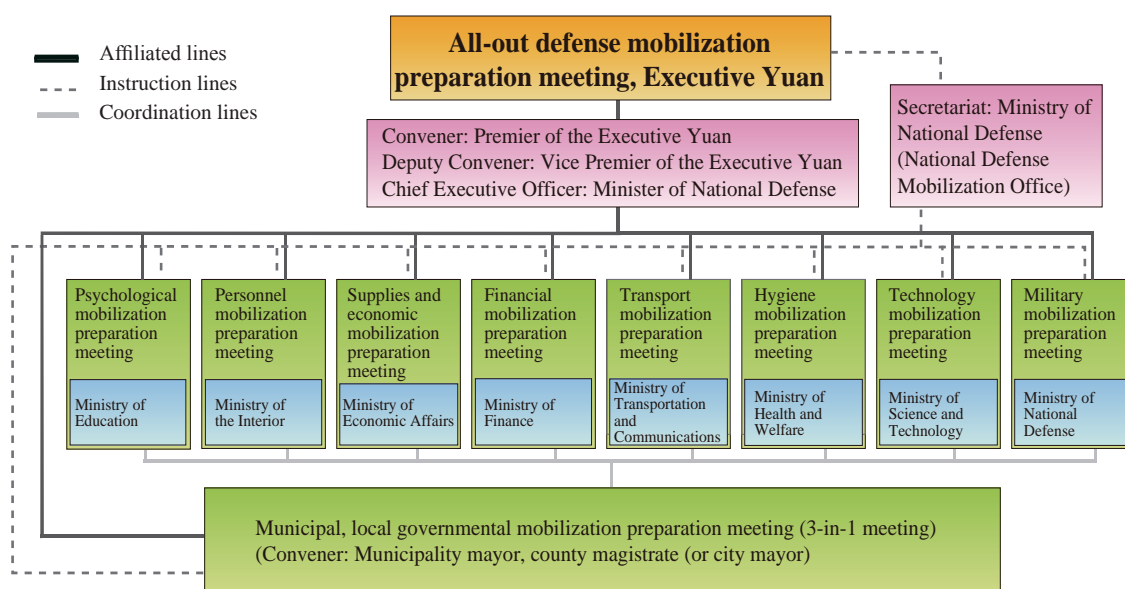 Affiliated lines
Instruction lines
Coordination lines
All-out defense mobilization
preparation meeting, Executive Yuan
Convener: Premier of the Executive Yuan
Deputy Convener: Vice Premier of the Executive Yuan
Chief Executive Officer: Minister of National Defense
Secretariat: Ministry of
National Defense
(National Defense
Mobilization Office)
Psychological
mobilization
preparation
meeting
Ministry of
Education
Personnel
mobilization
preparation
meeting
Ministry of
the Interior
Supplies and
economic
mobilization
preparation
meeting
Ministry of
Economic Affairs
Financial
mobilization
preparation
meeting
Ministry of
Finance
Transport
mobilization
preparation
meeting
Ministry of
Transportation
and
Communications
Hygiene
mobilization
preparation
meeting
Ministry of
Health and
Welfare
Technology
mobilization
preparation
meeting
Ministry of
Science and
Technology
Military
mobilization
preparation
meeting
Ministry of
National
Defense
Municipal, local governmental mobilization preparation meeting (3-in-1 meeting)
(Convener: Municipality mayor, county magistrate (or city mayor)